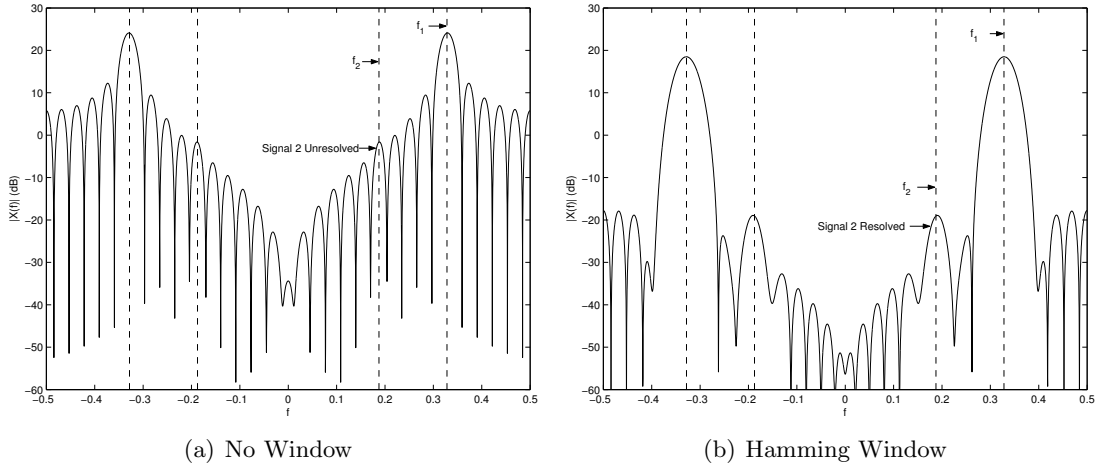 30
20
10
0
−10
−20
−30
−40
−50
−60
|X(f)| (dB)
f1
f2
Signal 2 Unresolved
−0.5 −0.4 −0.3 −0.2 −0.1 0 0.1 0.2 0.3 0.4 0.5
f
(a) No Window
30
20
10
0
−10
−20
−30
−40
−50
−60
|X(f)| (dB)
f1
f2
Signal 2 Resolved
−0.5 −0.4 −0.3 −0.2 −0.1 0 0.1 0.2 0.3 0.4 0.5
f
(b) Hamming Window